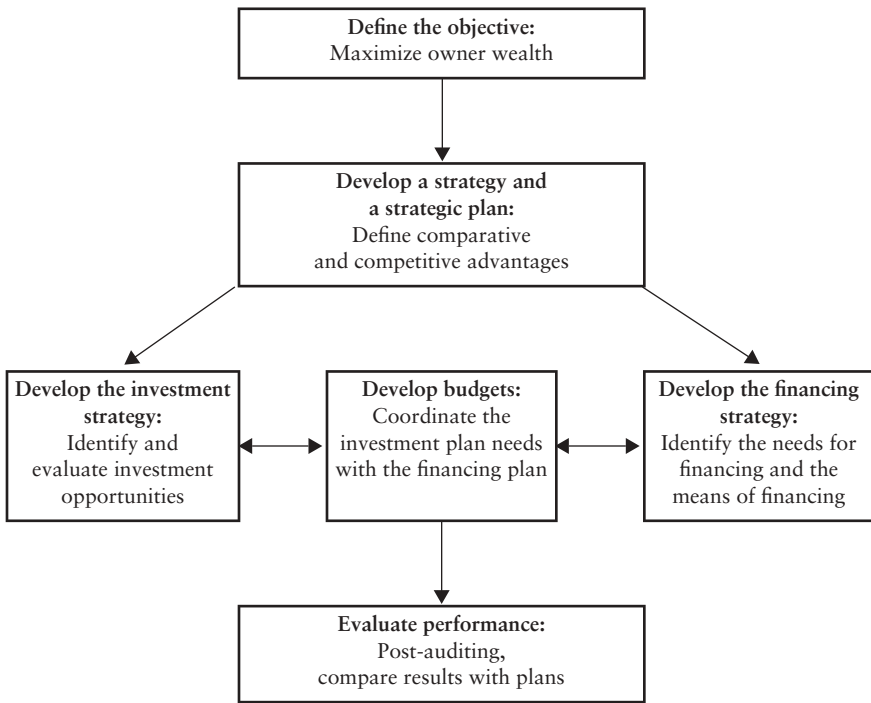 Define the objective:
Maximize owner wealth
Develop a strategy and
a strategic plan:
Define comparative
and competitive advantages
Develop the investment
strategy:
Identify and
evaluate investment
opportunities
Develop budgets:
Coordinate the
investment plan needs
with the financing plan
Develop the financing
strategy:
Identify the needs for
financing and the
means of financing
Evaluate performance:
Post-auditing,
compare results with plans